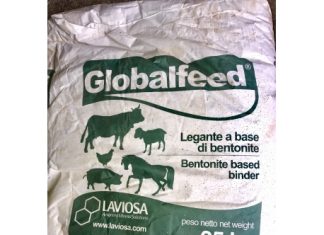 Globalfeed®
Legante a base
di bentonite
Bentonite based
binder
LAVIOSA
www.laviosa.com
peso netto net weight